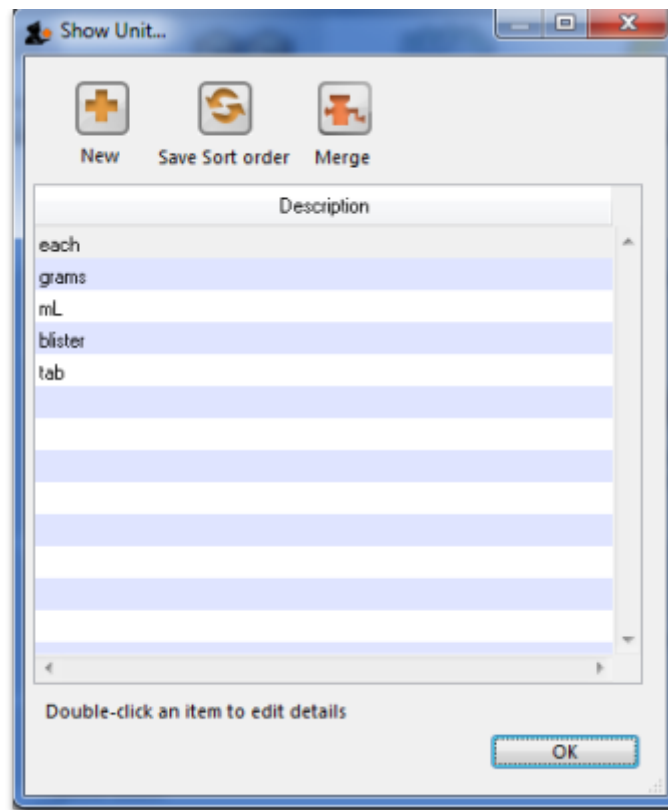 Show Unit...
New Save Sort order Merge
Description
each
grams
mL
blister
tab
Double-click an item to edit details
OK